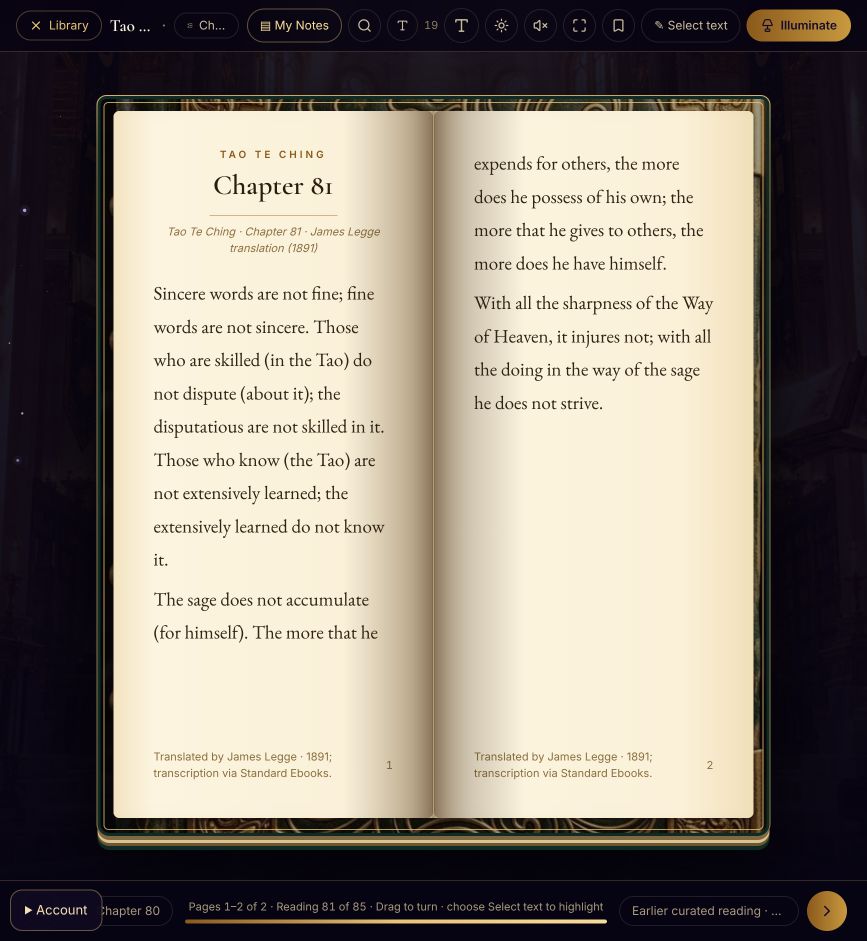 Library
Tao ...
·
Ch...
My Notes
T
19
T
Select text
Illuminate
TAO TE CHING
Chapter 81
Tao Te Ching · Chapter 81 · James Legge
translation (1891)
Sincere words are not fine; fine
words are not sincere. Those
who are skilled (in the Tao) do
not dispute (about it); the
disputatious are not skilled in it.
Those who know (the Tao) are
not extensively learned; the
extensively learned do not know
it.
The sage does not accumulate
(for himself). The more that he
Translated by James Legge · 1891;
transcription via Standard Ebooks.
1
expends for others, the more
does he possess of his own; the
more that he gives to others, the
more does he have himself.
With all the sharpness of the Way
of Heaven, it injures not; with all
the doing in the way of the sage
he does not strive.
Translated by James Legge · 1891;
transcription via Standard Ebooks.
2
Account
Chapter 80
Pages 1–2 of 2 · Reading 81 of 85 · Drag to turn · choose Select text to highlight
Earlier curated reading · ...